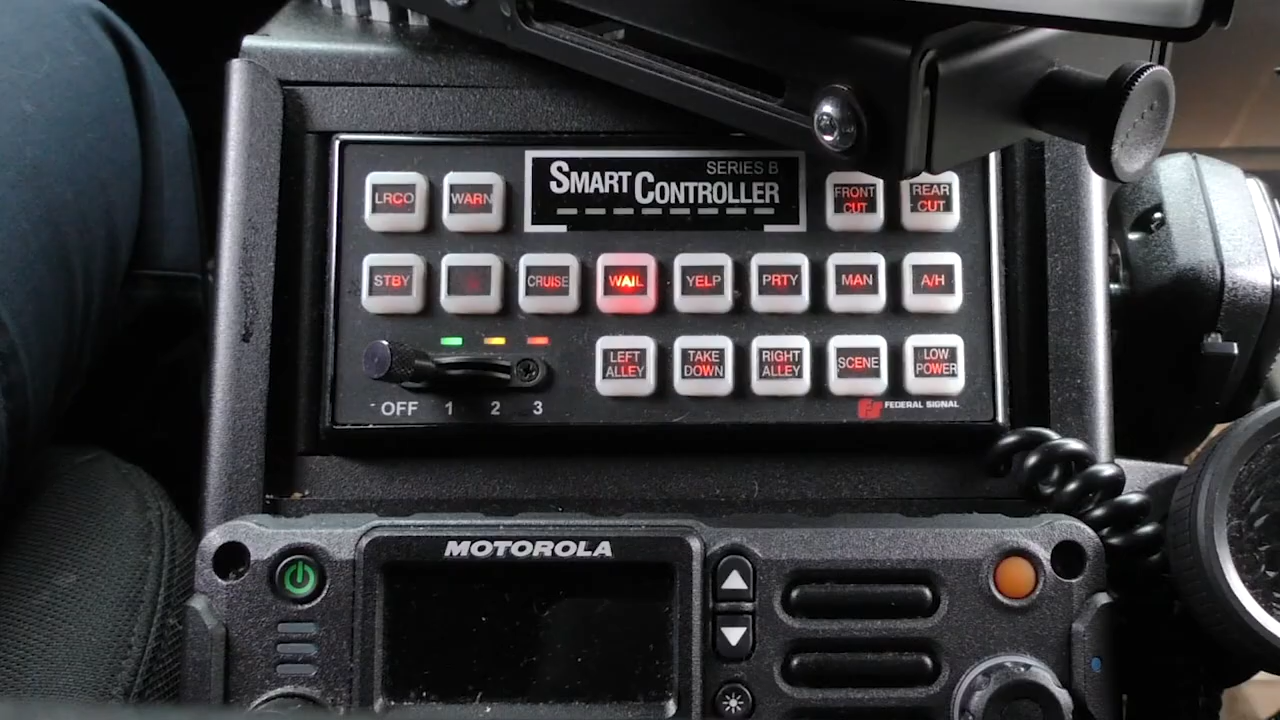 SERIES B
SMART CONTROLLER
LRCO
WARN
FRONT
CUT
REAR
CUT
STBY
CRUISE
WAIL
YELP
PRTY
MAN
A/H
LEFT
ALLEY
TAKE
DOWN
RIGHT
ALLEY
SCENE
LOW
POWER
OFF 1 2 3
FS FEDERAL SIGNAL
MOTOROLA